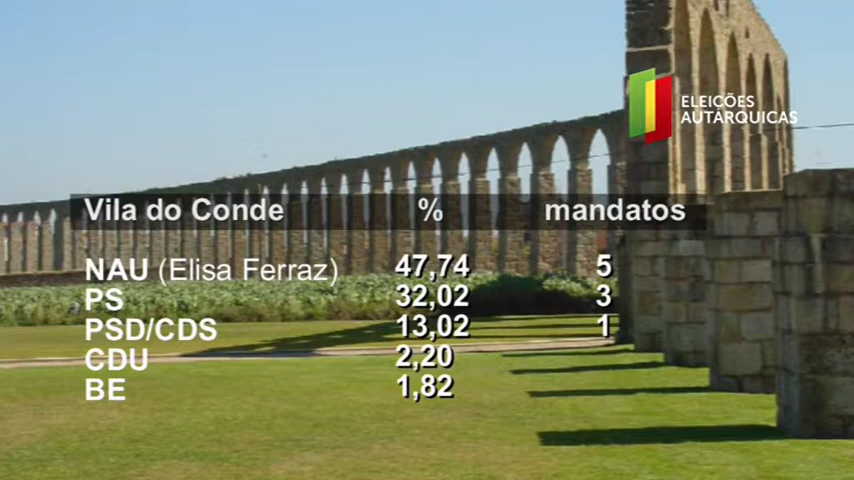 ELEIÇÕES
AUTÁRQUICAS
Vila do Conde % mandatos
NAU (Elisa Ferraz) 47,74 5
PS 32,02 3
PSD/CDS 13,02 1
CDU 2,20
BE 1,82